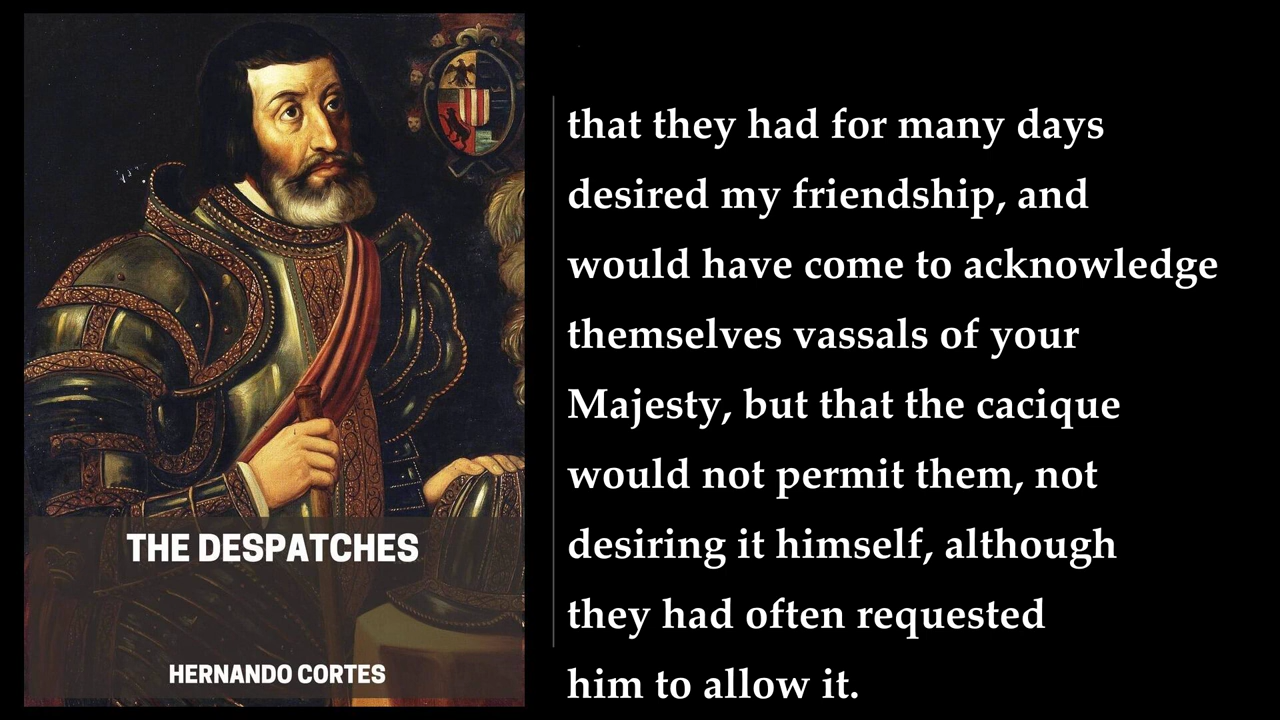 THE DESPATCHES
HERNANDO CORTES
that they had for many days
desired my friendship, and
would have come to acknowledge
themselves vassals of your
Majesty, but that the cacique
would not permit them, not
desiring it himself, although
they had often requested
him to allow it.